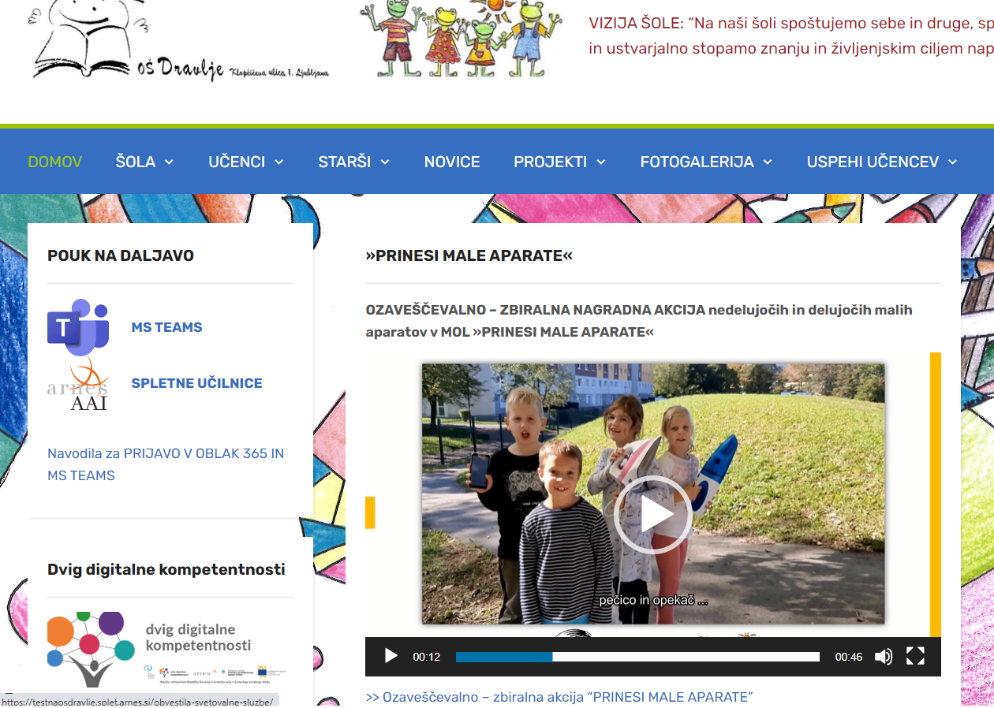 oš Dravlje Klopčičeva ulica 1, Ljubljana
VIZIJA ŠOLE: “Na naši šoli spoštujemo sebe in druge, sp
in ustvarjalno stopamo znanju in življenjskim ciljem nap
DOMOV ŠOLA UČENCI STARŠI NOVICE PROJEKTI FOTOGALERIJA USPEHI UČENCEV
POUK NA DALJAVO
T
MS TEAMS
arnes
AAI
SPLETNE UČILNICE
Navodila za PRIJAVO V OBLAK 365 IN
MS TEAMS
Dvig digitalne kompetentnosti
dvig digitalne
kompetentnosti
https://testnaosdravlje.splet.arnes.si/obvestila-svetovalne-sluzbe/
»PRINESI MALE APARATE«
OZAVEŠČEVALNO – ZBIRALNA NAGRADNA AKCIJA nedelujočih in delujočih malih
aparatov v MOL »PRINESI MALE APARATE«
pečico in opekač ...
00:12 00:46
>> Ozaveščevalno – zbiralna akcija “PRINESI MALE APARATE”